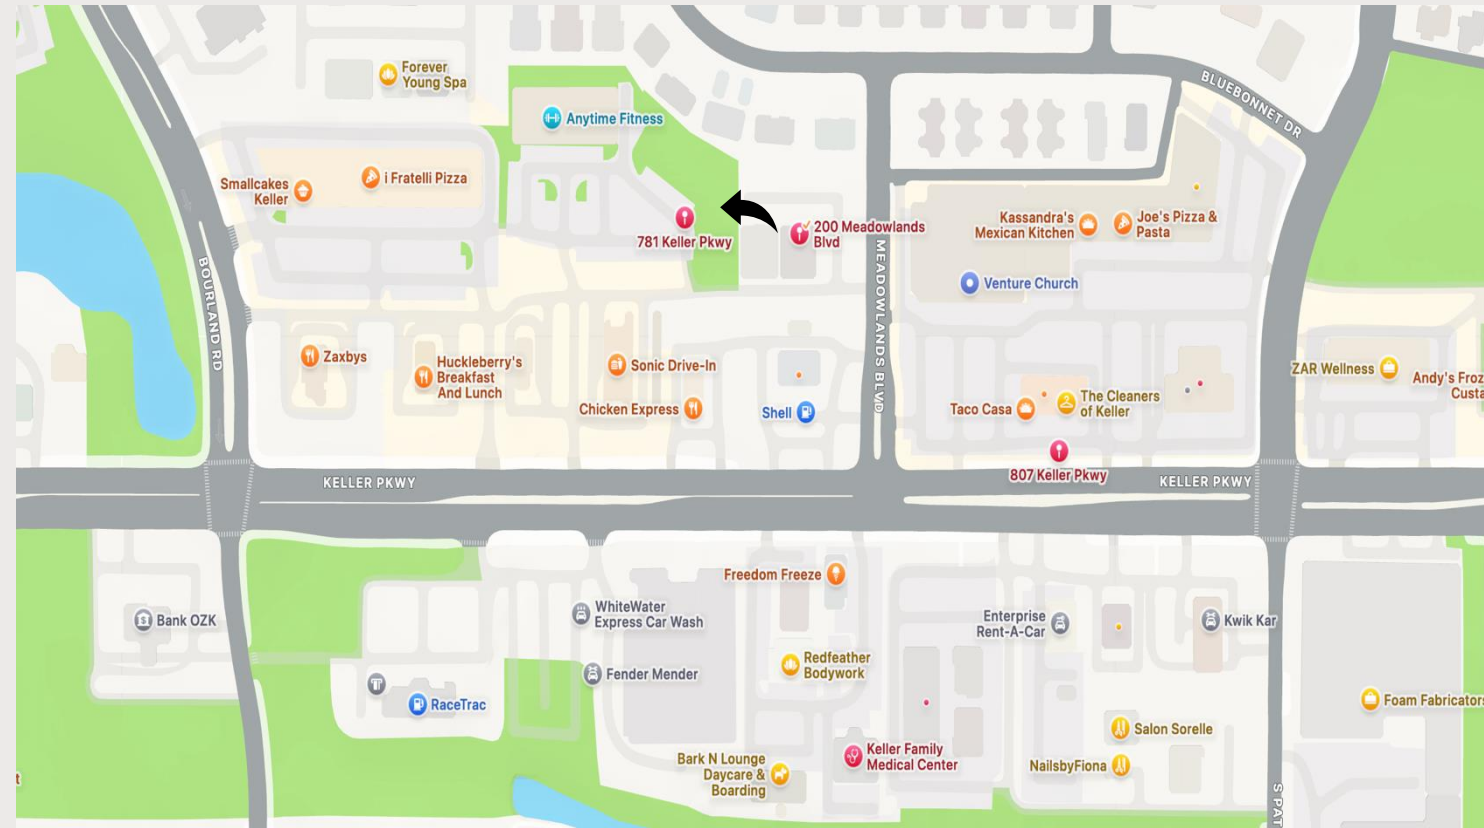 Forever
Young Spa
Anytime Fitness
BLUEBONNET DR
Smallcakes
Keller
i Fratelli Pizza
781 Keller Pkwy
200 Meadowlands
Blvd
Kassandra's
Mexican Kitchen
Joe's Pizza &
Pasta
MEADOWLANDS BLVD
Venture Church
BOURLAND RD
Zaxbys
Huckleberry's
Breakfast
And Lunch
Sonic Drive-In
Chicken Express
Shell
Taco Casa
The Cleaners
of Keller
ZAR Wellness
Andy's Froz
Custa
807 Keller Pkwy
KELLER PKWY
KELLER PKWY
Freedom Freeze
Bank OZK
WhiteWater
Express Car Wash
Enterprise
Rent-A-Car
Kwik Kar
Fender Mender
Redfeather
Bodywork
RaceTrac
Foam Fabricators
Salon Sorelle
Keller Family
Medical Center
NailsbyFiona
Bark N Lounge
Daycare &
Boarding
S PAT
t